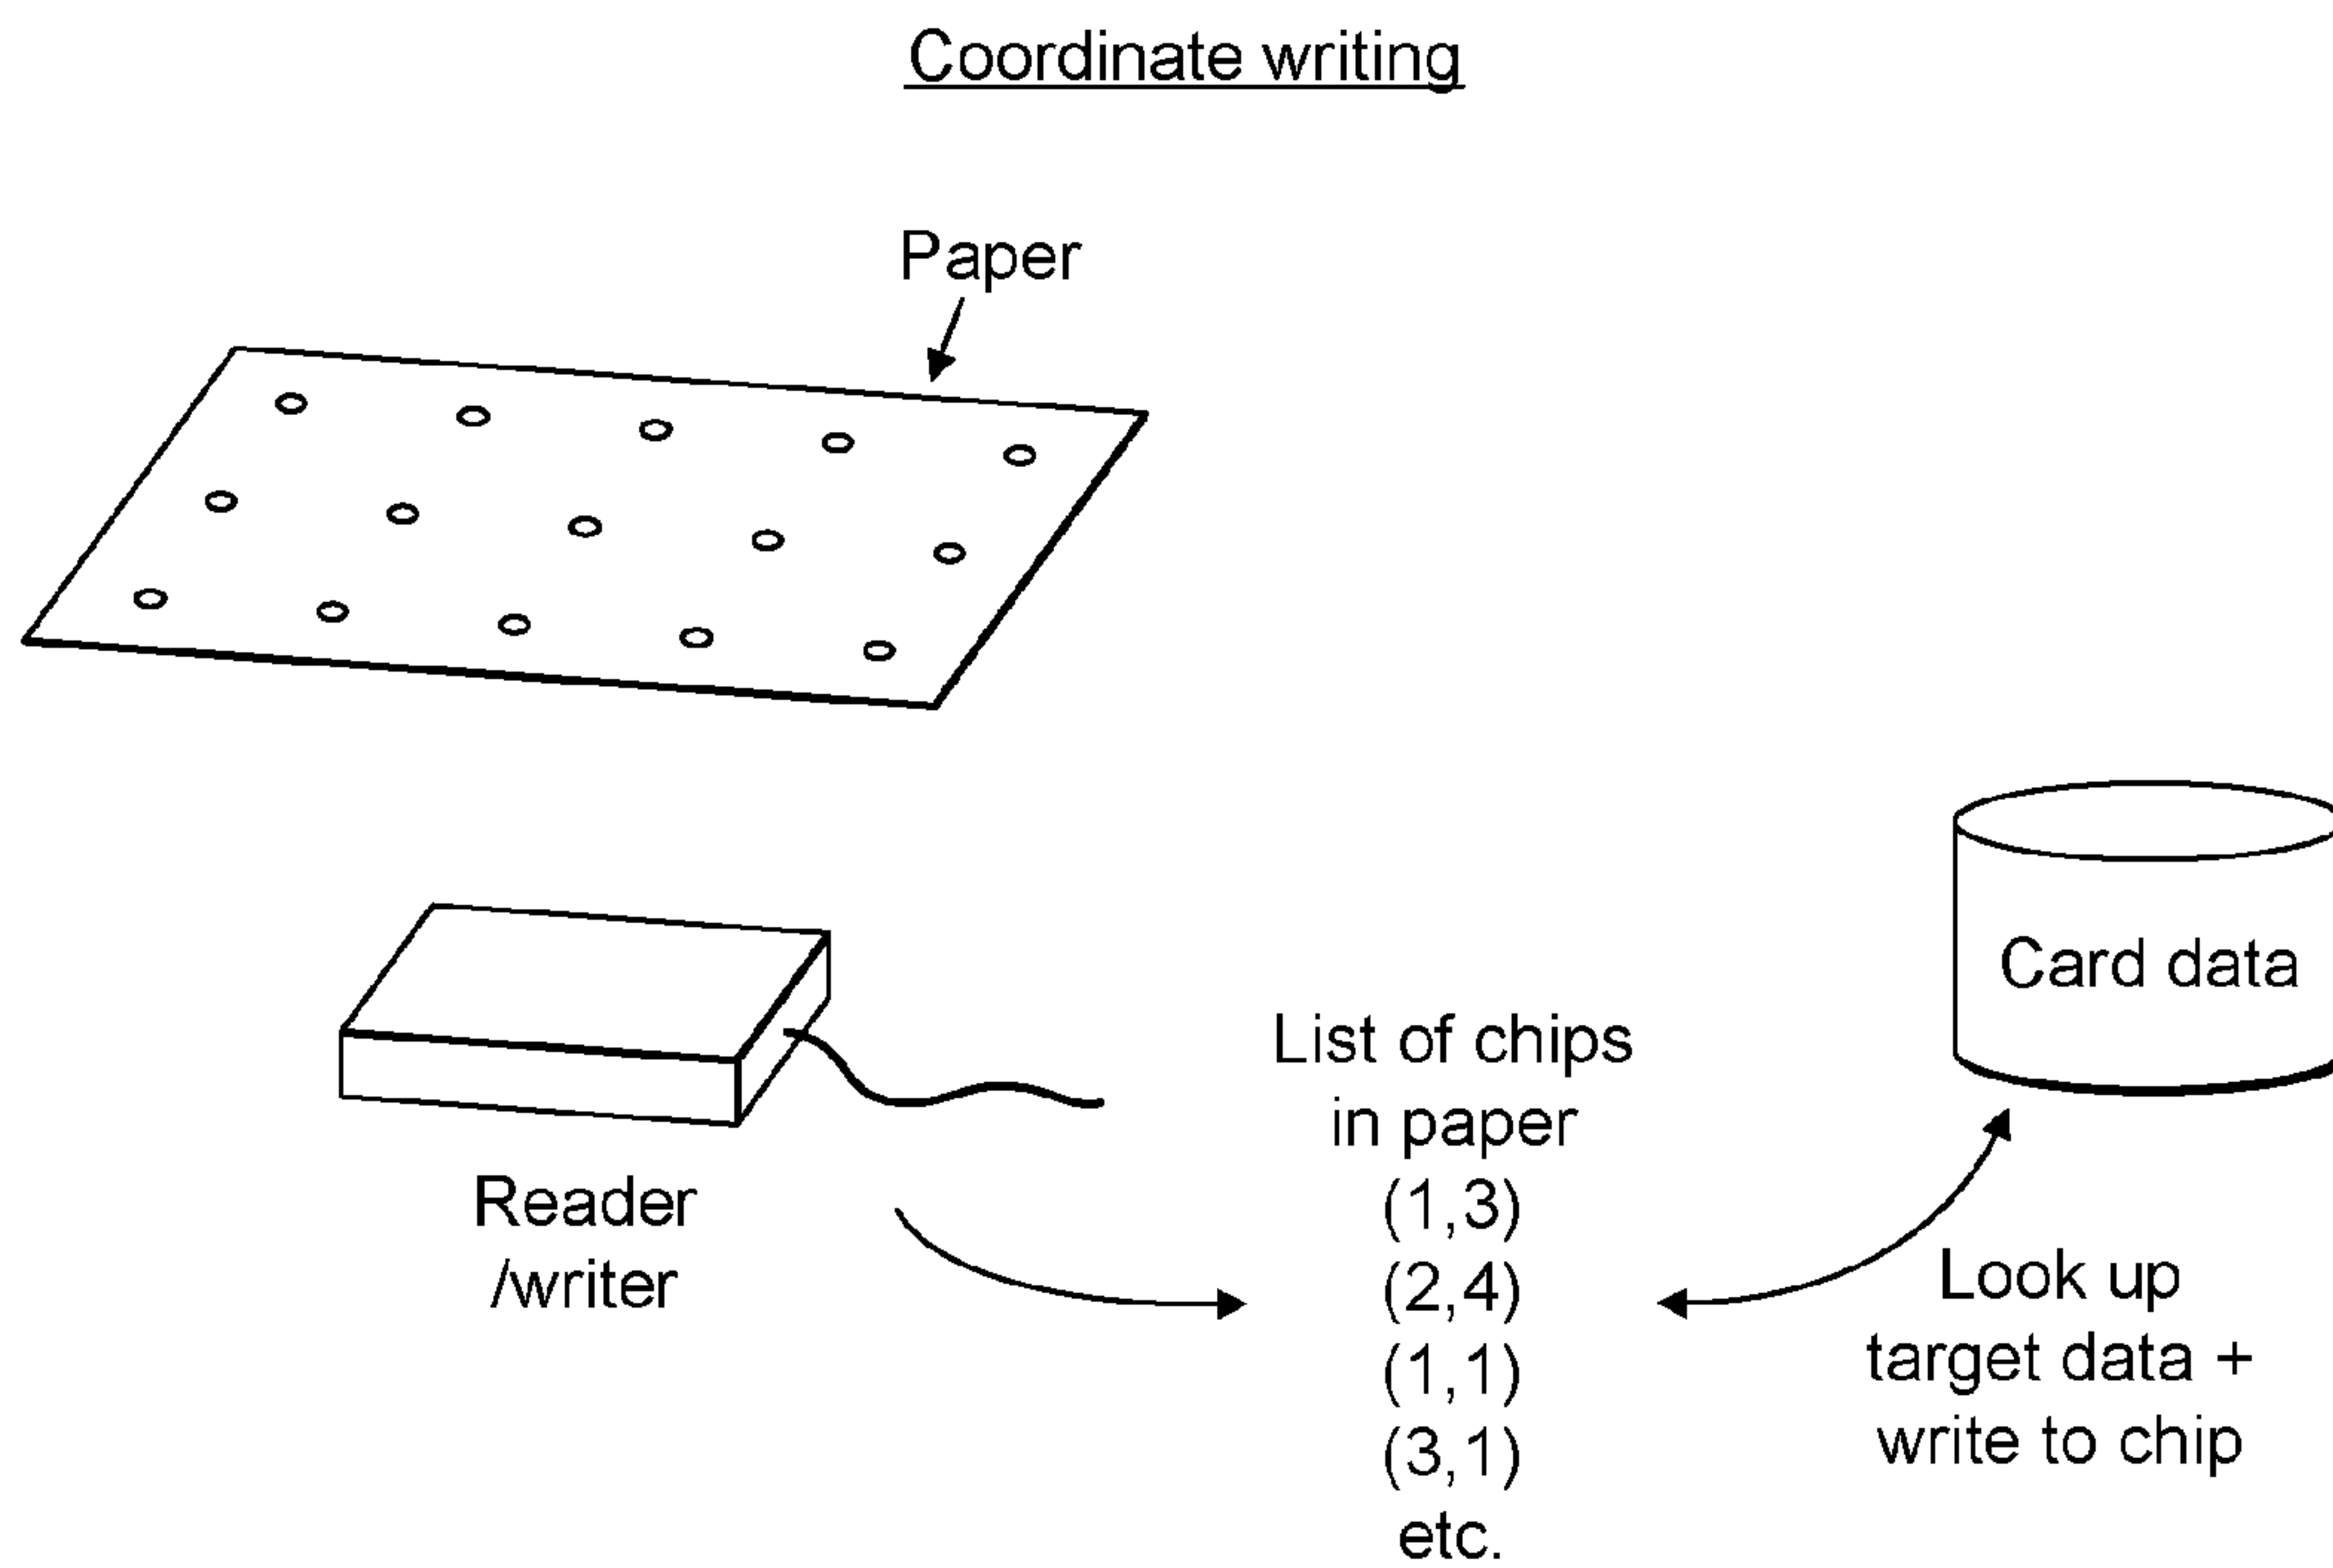 Coordinate writing
Paper
Card data
List of chips
in paper
(1,3)
(2,4)
(1,1)
(3,1)
etc.
Reader
/writer
Look up
target data +
write to chip